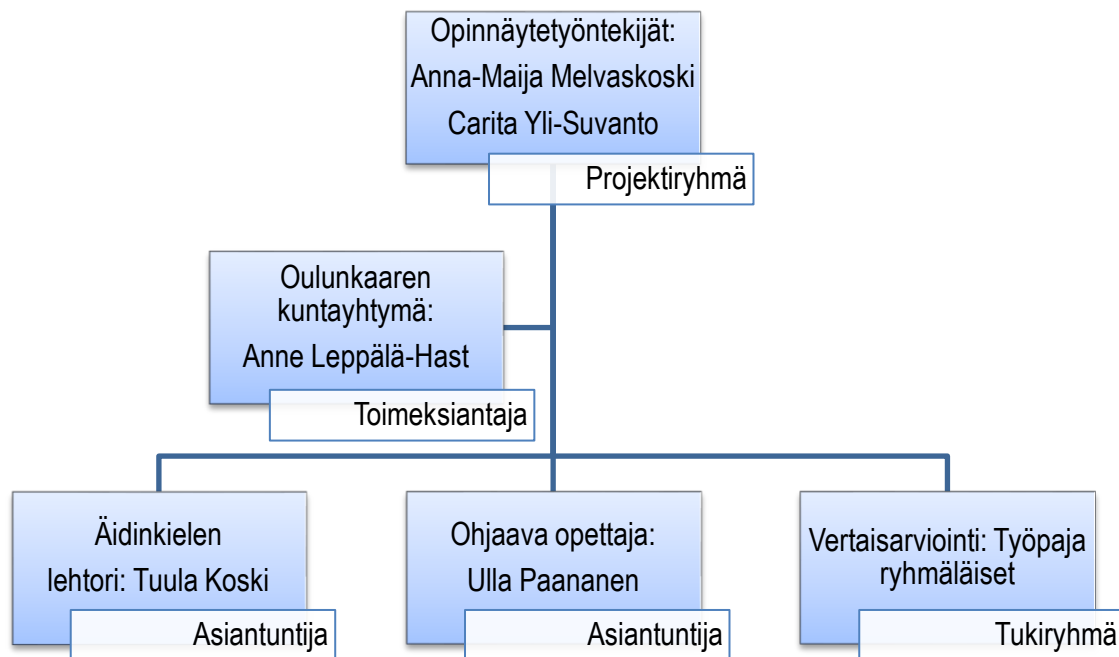 Opinnäytetyöntekijät:
Anna-Maija Melvaskoski
Carita Yli-Suvanto
Projektiryhmä
Oulunkaaren
kuntayhtymä:
Anne Leppälä-Hast
Toimeksiantaja
Äidinkielen
lehtori: Tuula Koski
Asiantuntija
Ohjaava opettaja:
Ulla Paananen
Asiantuntija
Vertaisarviointi: Työpaja
ryhmäläiset
Tukiryhmä